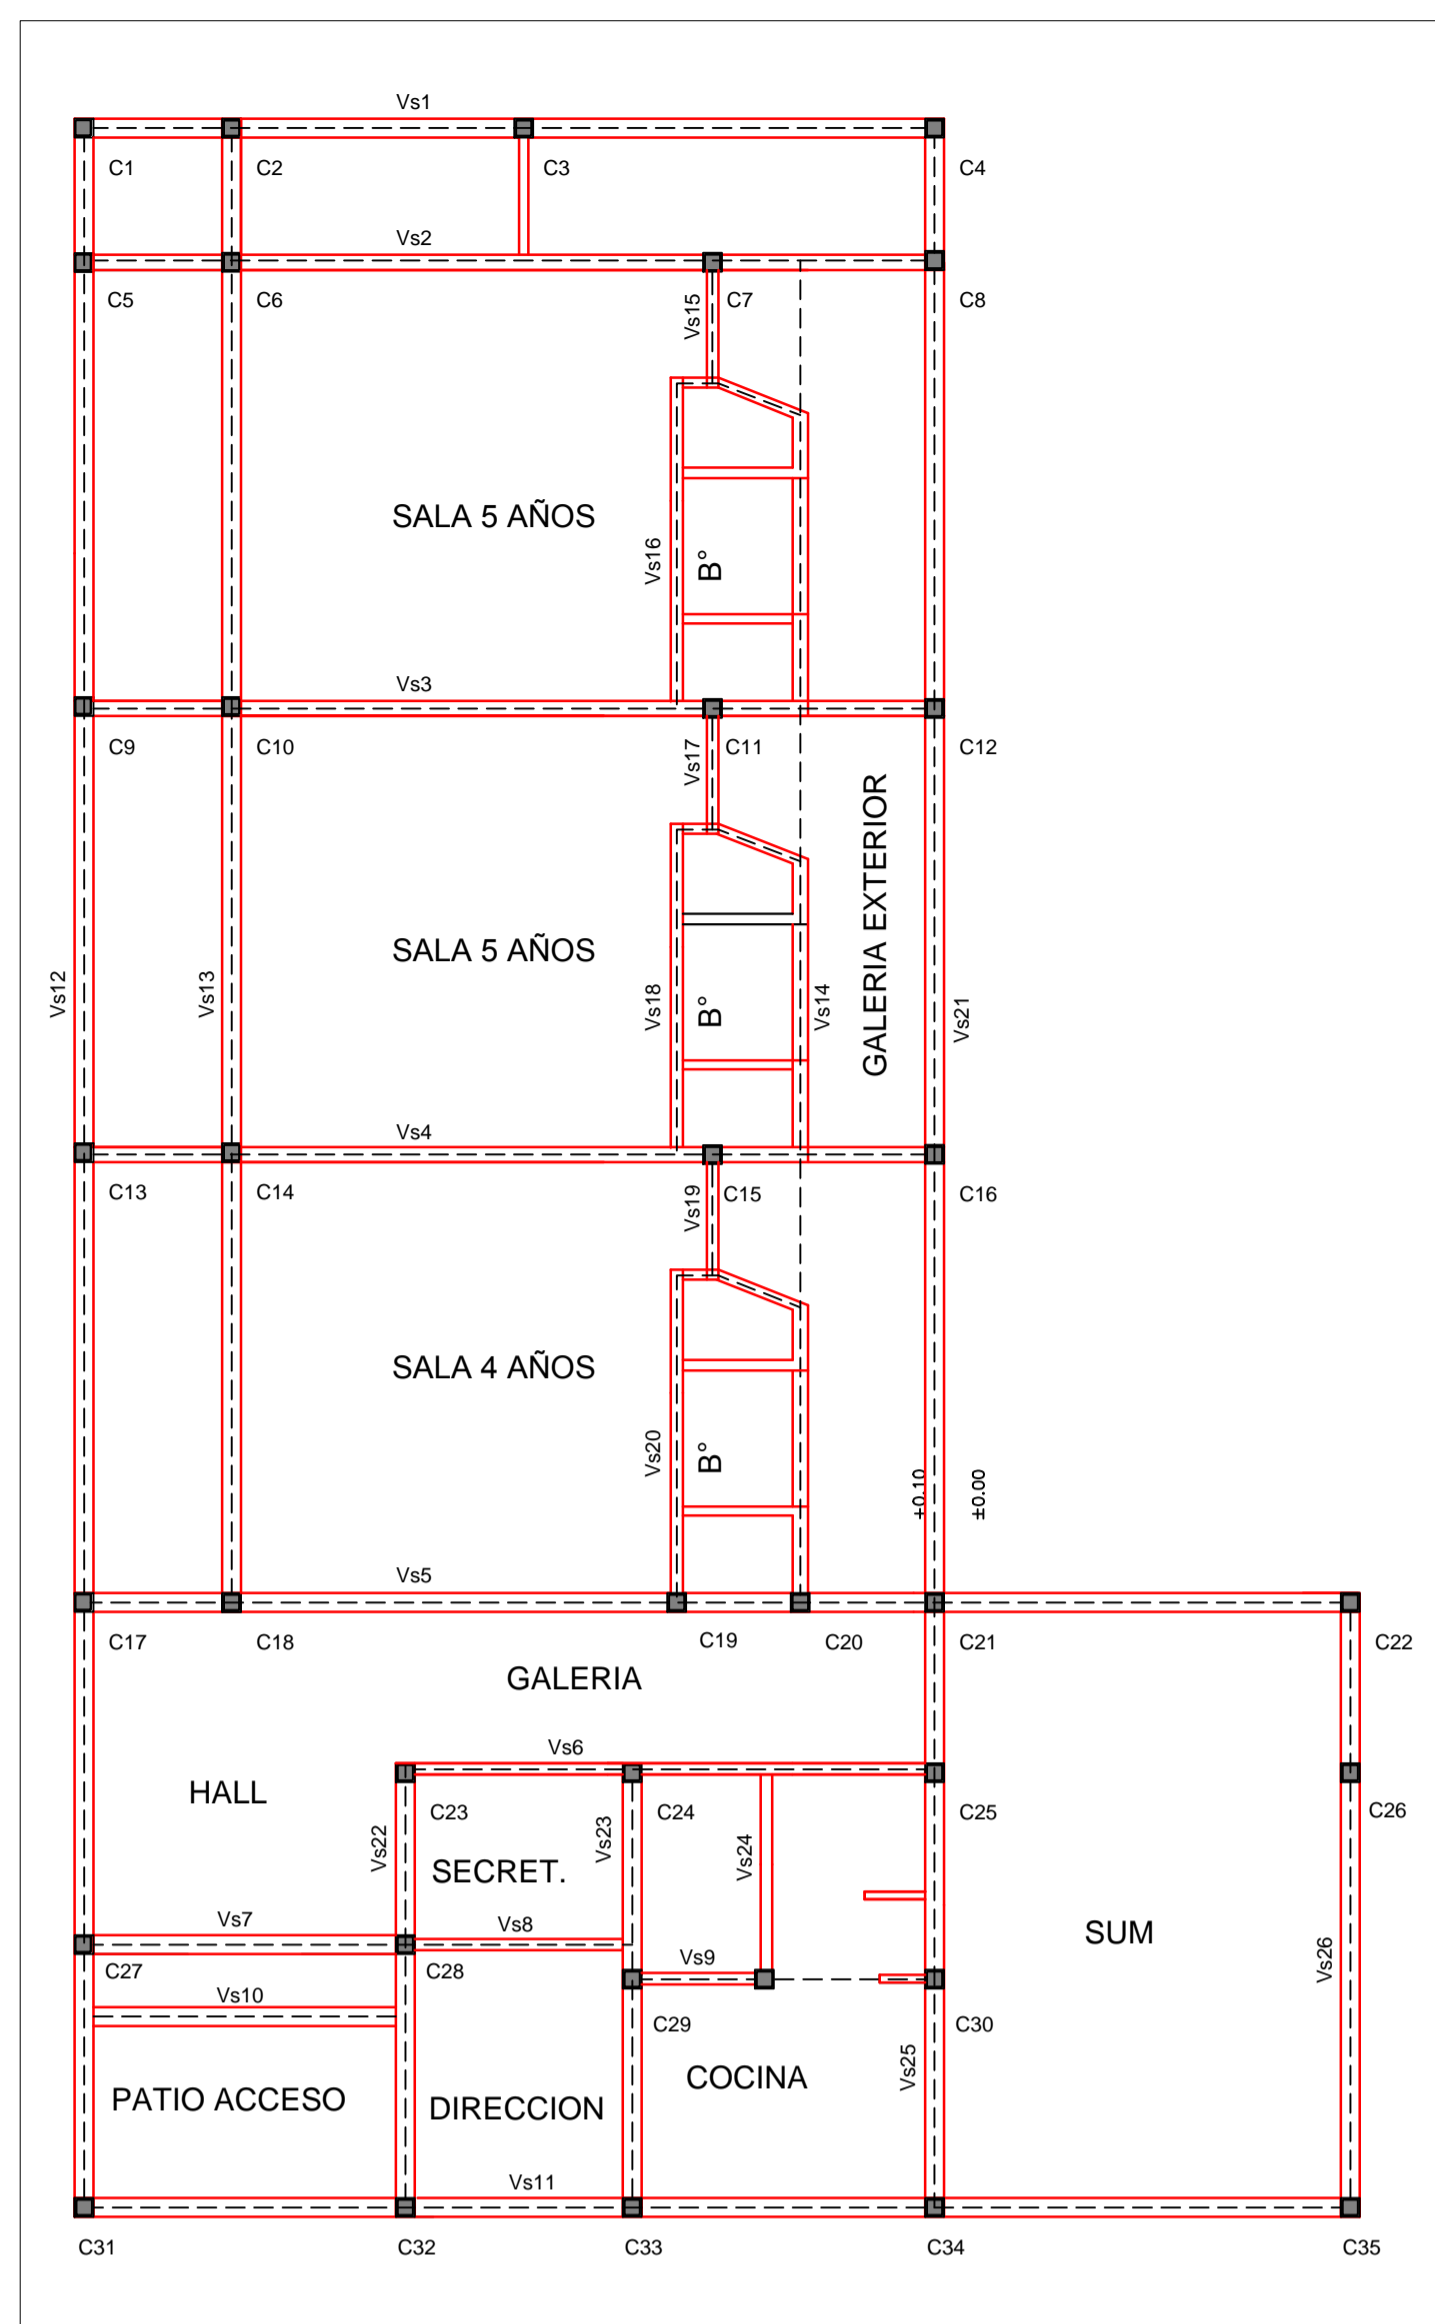 Vs1
C1
C2
C3
C4
Vs2
C5
C6
Vs15
C7
C8
SALA 5 AÑOS
Vs16
B°
Vs3
C9
C10
Vs17
C11
C12
GALERIA EXTERIOR
SALA 5 AÑOS
Vs12
Vs13
Vs18
B°
Vs14
Vs21
Vs4
C13
C14
Vs19
C15
C16
SALA 4 AÑOS
Vs20
B°
±0.10
±0.00
Vs5
C17
C18
C19
C20
C21
C22
GALERIA
Vs6
HALL
C23
C24
C25
C26
Vs22
Vs23
Vs24
SECRET.
Vs7
Vs8
SUM
Vs26
C27
C28
Vs9
Vs10
C29
C30
Vs25
PATIO ACCESO
DIRECCION
COCINA
Vs11
C31
C32
C33
C34
C35